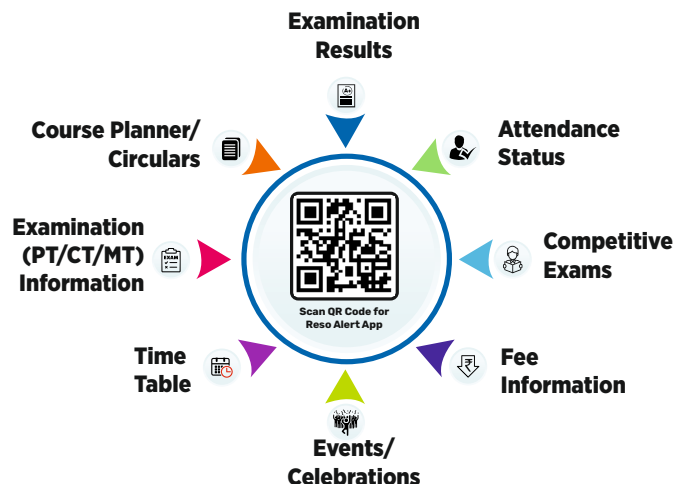 Examination
Results
Course Planner/
Circulars
Attendance
Status
Examination
(PT/CT/MT)
Information
EXAM
Competitive
Exams
Scan QR Code for
Reso Alert App
Time
Table
Fee
Information
Events/
Celebrations
A+
₹